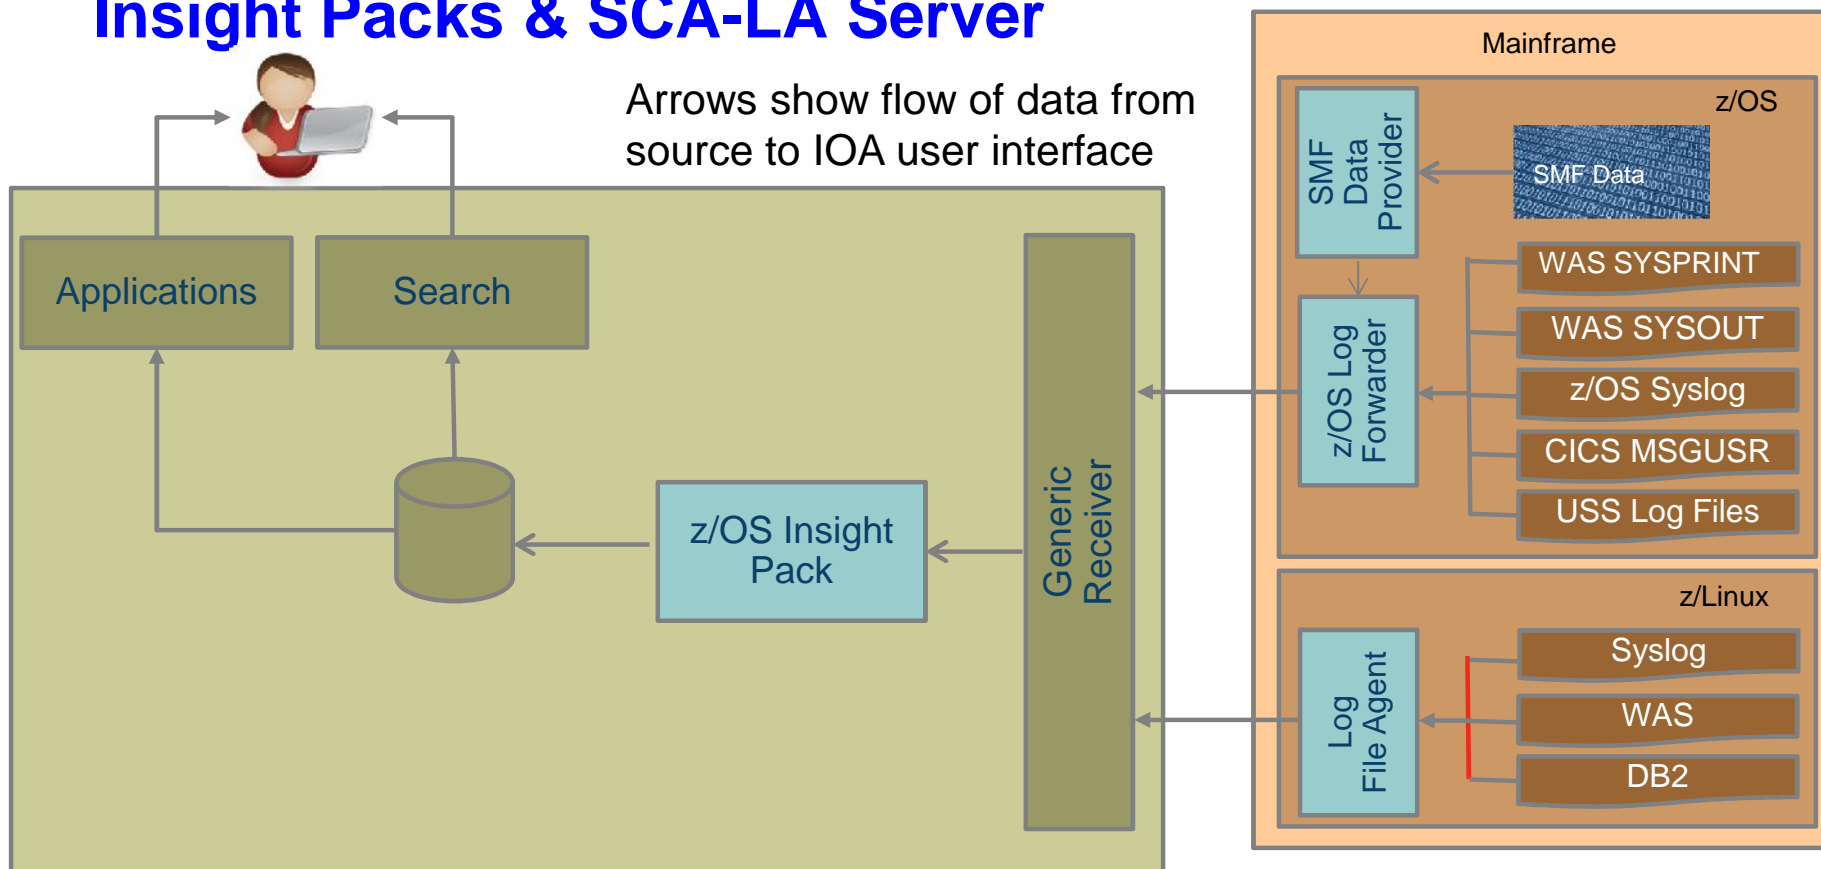 Insight Packs & SCA-LA Server
Arrows show flow of data from
source to IOA user interface
Applications
Search
z/OS Insight
Pack
Generic
Receiver
Mainframe
z/OS
SMF
Data
Provider
SMF Data
z/OS Log
Forwarder
WAS SYSPRINT
WAS SYSOUT
z/OS Syslog
CICS MSGUSR
USS Log Files
z/Linux
Log
File Agent
Syslog
WAS
DB2